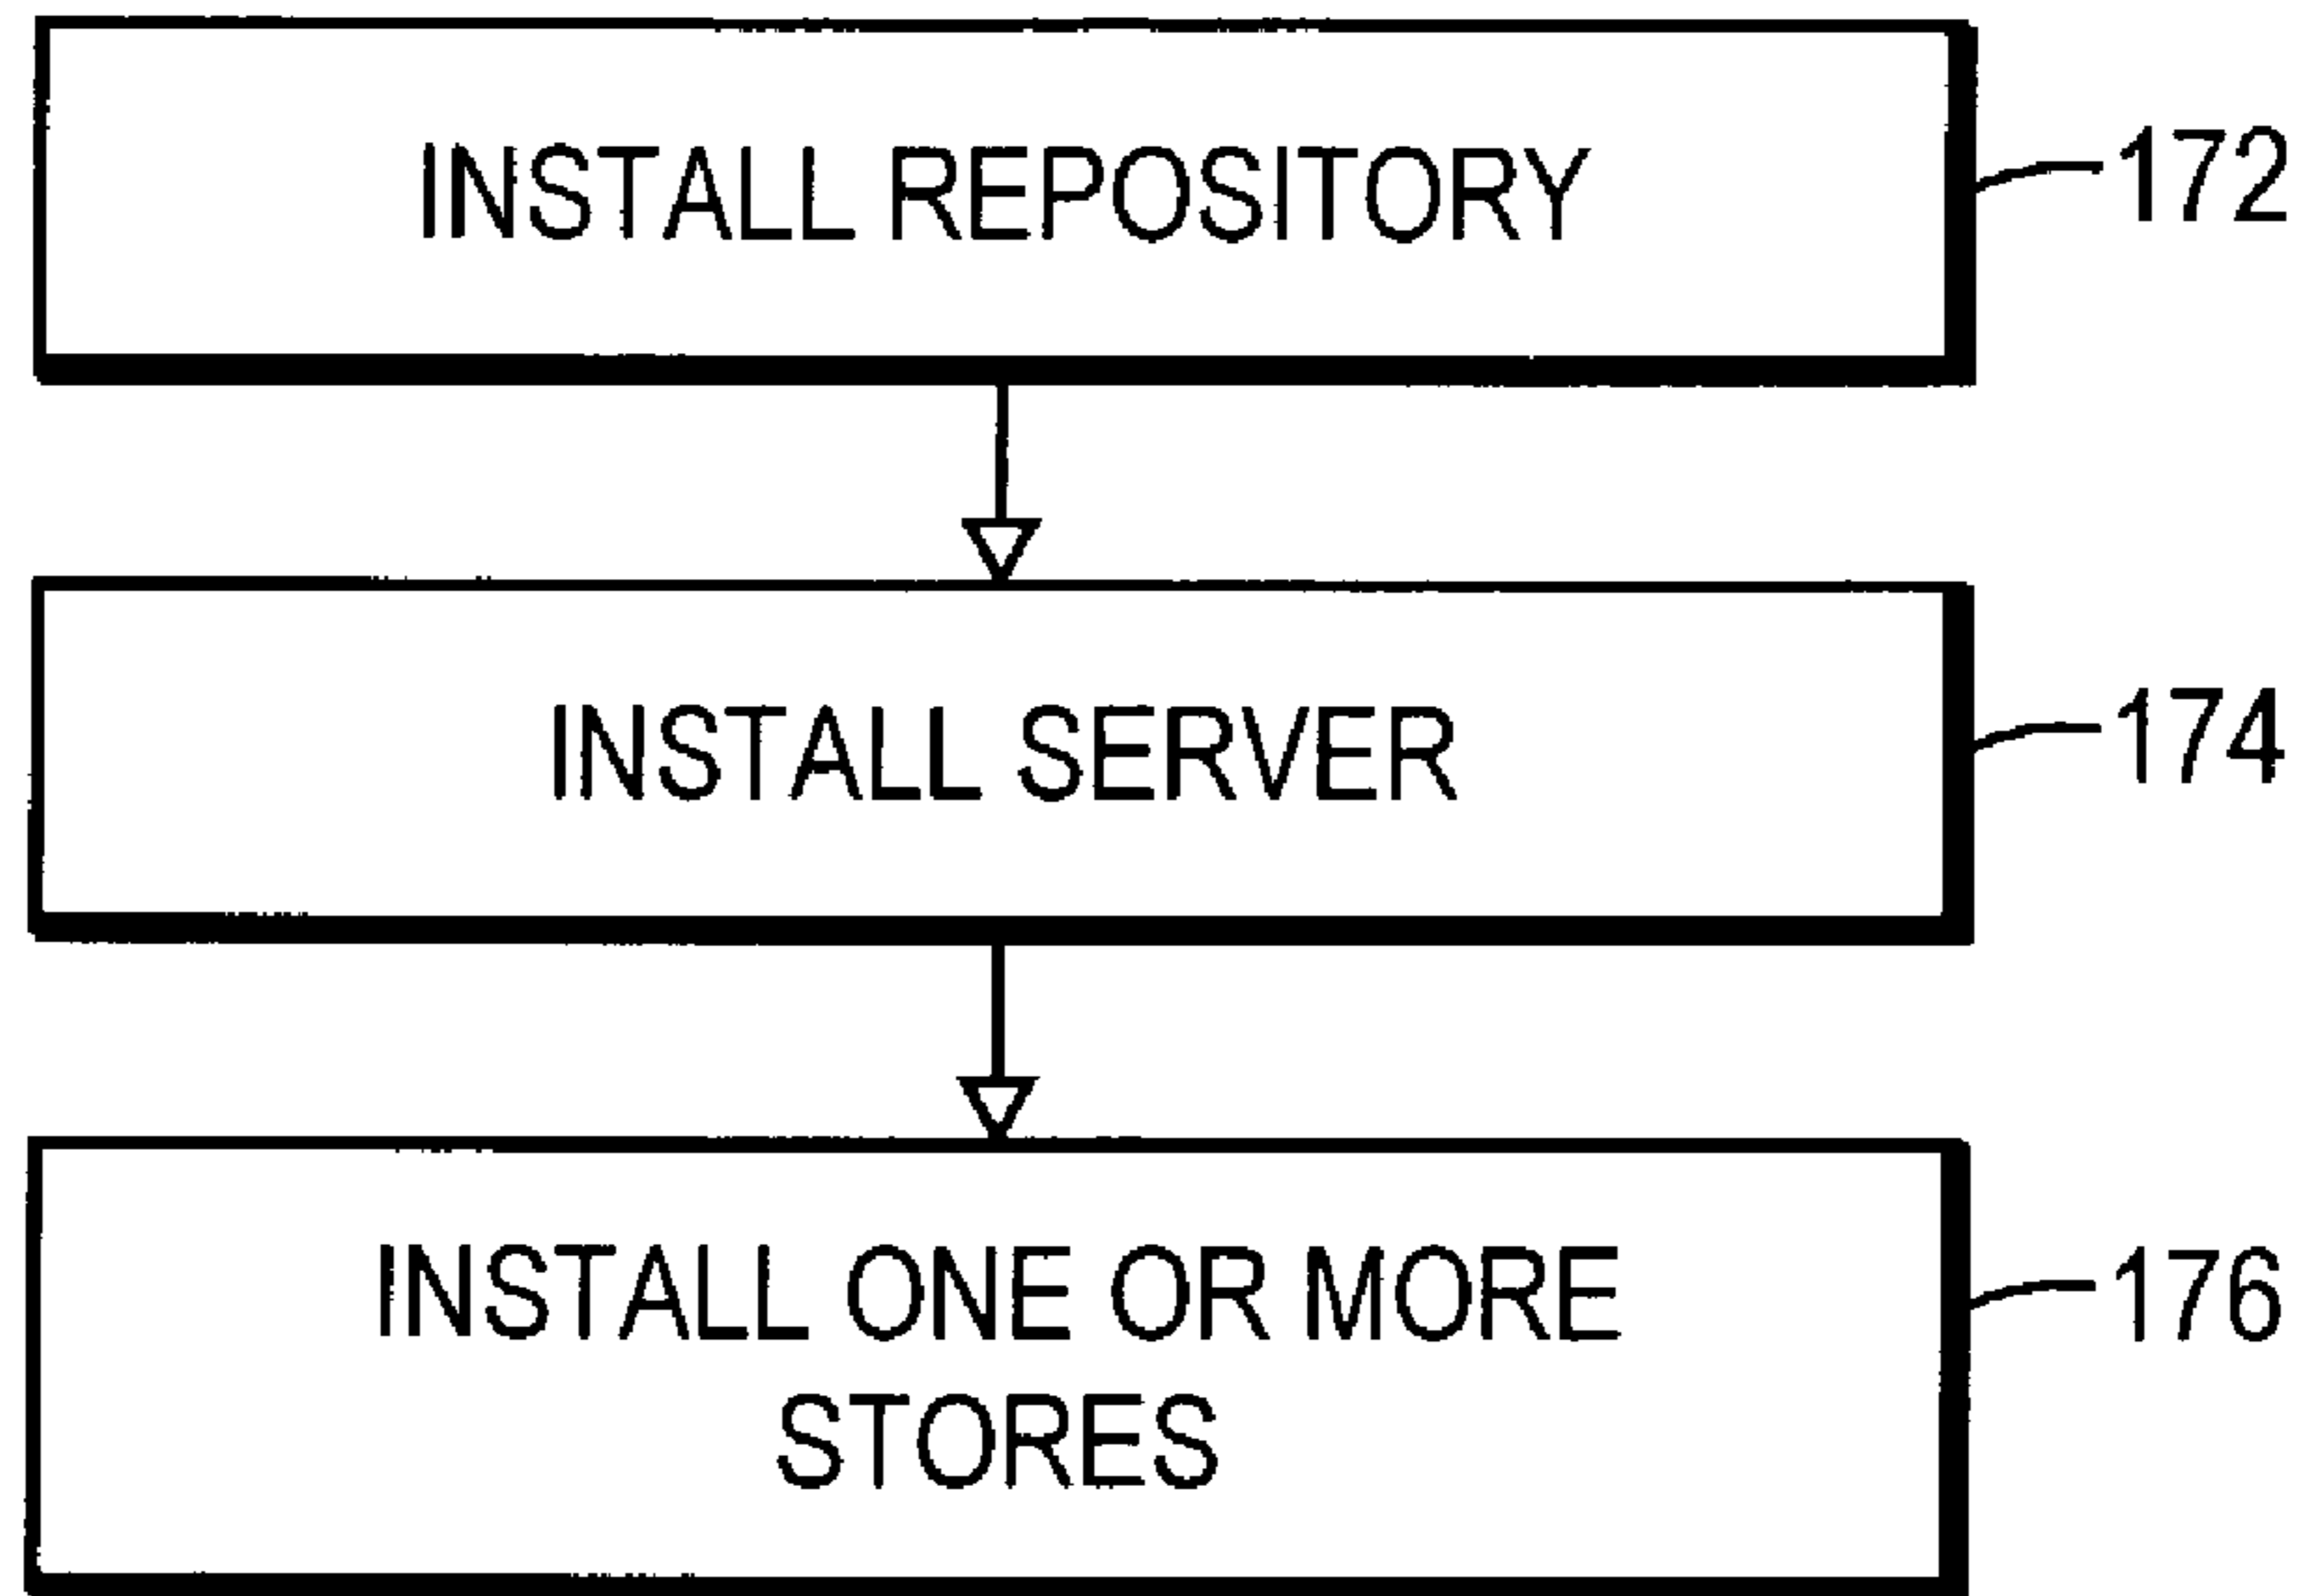 INSTALL REPOSITORY
172
INSTALL SERVER
174
INSTALL ONE OR MORE
STORES
176